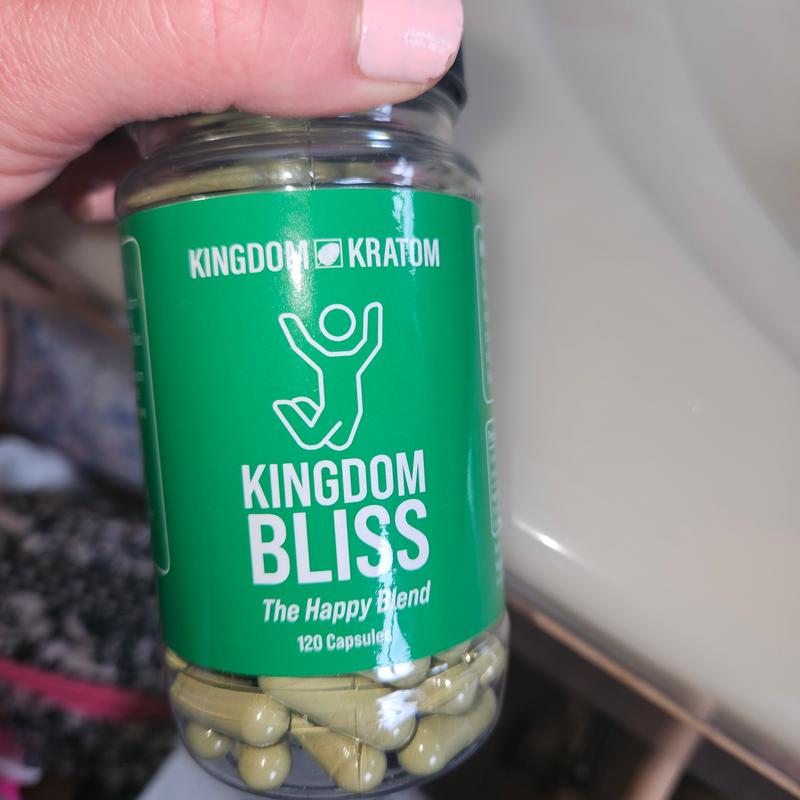 KINGDOM KRATOM
KINGDOM
BLISS
The Happy Blend
120 Capsules